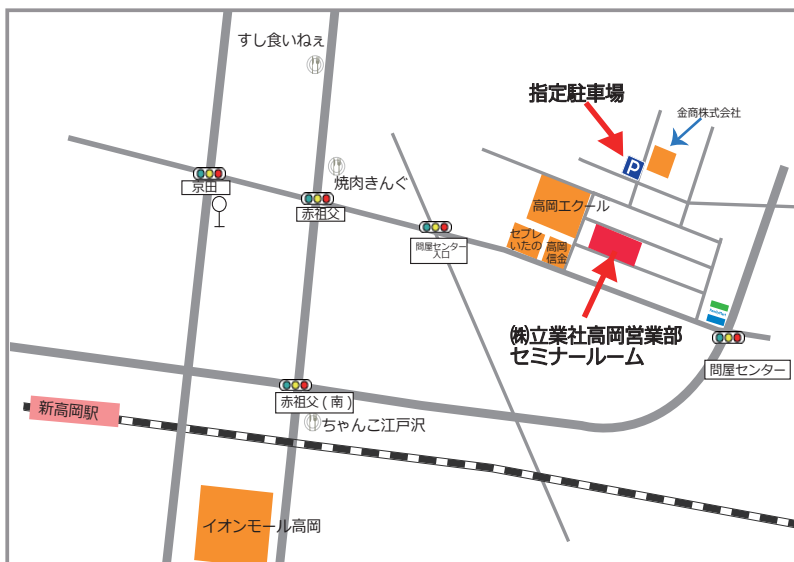 すし食いねぇ
指定駐車場
金商株式会社
P
京田
焼肉きんぐ
赤祖父
高岡エクール
問屋センター
入口
セブレ
いたの
高岡
信金
FamilyMart
㈱立業社高岡営業部
セミナールーム
問屋センター
新高岡駅
赤祖父(南)
ちゃんこ江戸沢
イオンモール高岡